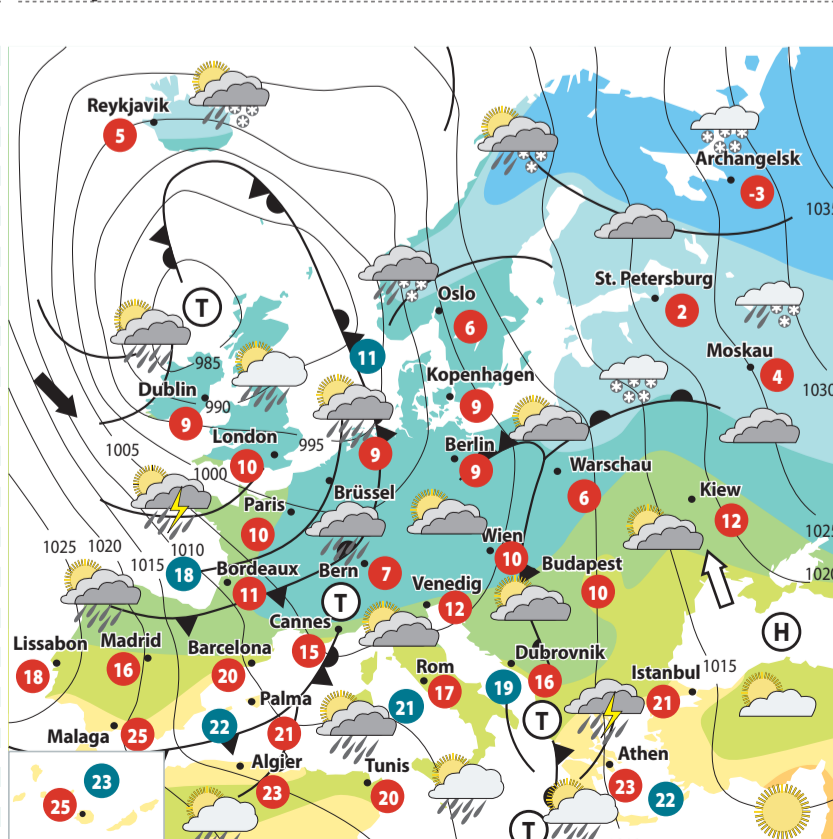 Reykjavik
5
Archangelsk
-3
1035
T
St. Petersburg
2
Oslo
6
11
985
Moskau
4
1030
Dublin
9
990
Kopenhagen
9
London
10
995
9
Berlin
9
1005
1000
Warschau
6
Brüssel
Paris
10
Kiew
12
Wien
10
1025
1020
1015
1010
18
Bordeaux
11
Bern
7
Budapest
10
1025
1020
Venedig
12
T
Cannes
15
H
Lissabon
18
Madrid
16
Barcelona
20
Rom
17
Dubrovnik
16
19
Istanbul
21
1015
Palma
21
22
21
T
Malaga
25
Algier
23
Tunis
20
Athen
23
22
23
25
T